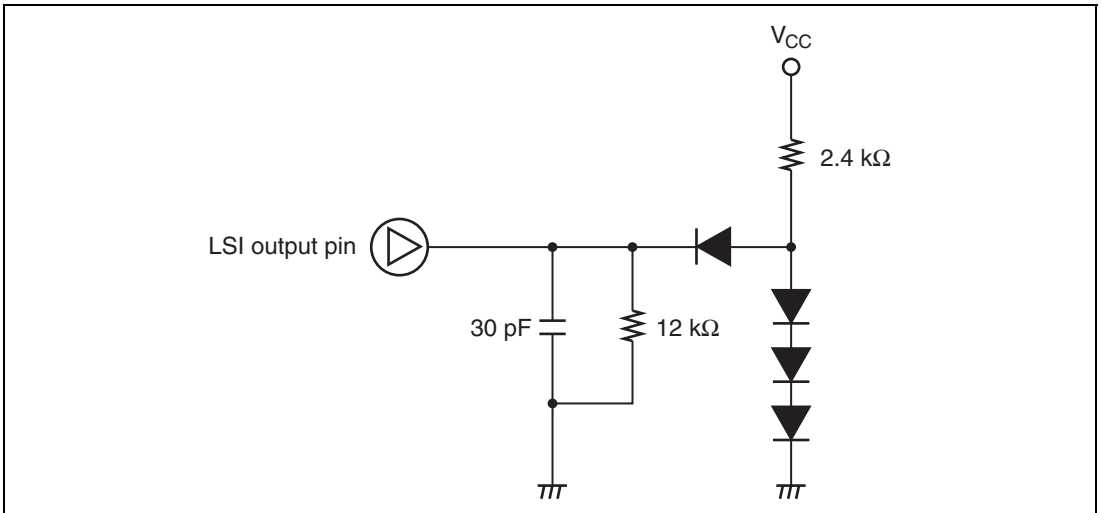 VCC
2.4 kΩ
LSI output pin
30 pF
12 kΩ